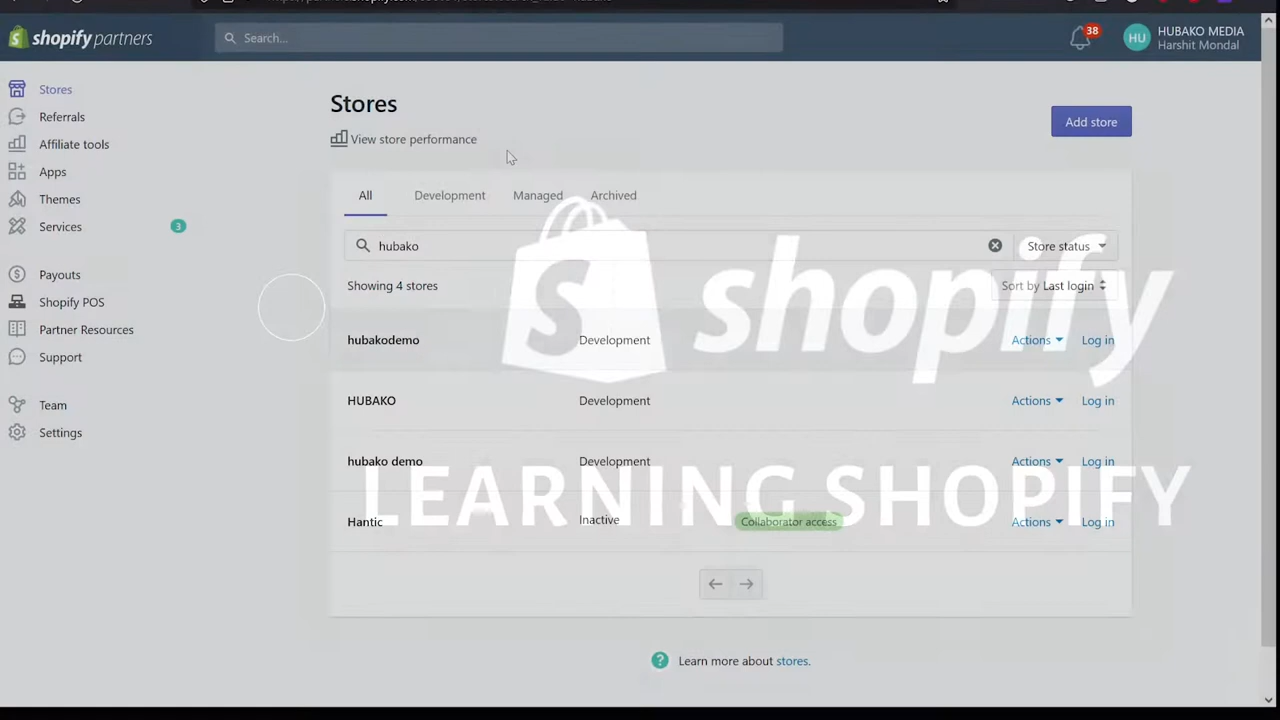 shopify partners
Search...
38
HU
HUBAKO MEDIA
Harshit Mondal
Stores
Referrals
Affiliate tools
Apps
Themes
Services
3
Payouts
Shopify POS
Partner Resources
Support
Team
Settings
Stores
View store performance
Add store
All
Development
Managed
Archived
hubako
Store status
Showing 4 stores
Sort by Last login
hubakodemo Development Actions Log in
HUBAKO Development Actions Log in
hubako demo Development Actions Log in
Hantic Inactive Collaborator access Actions Log in
Learn more about stores.
shopify
LEARNING SHOPIFY